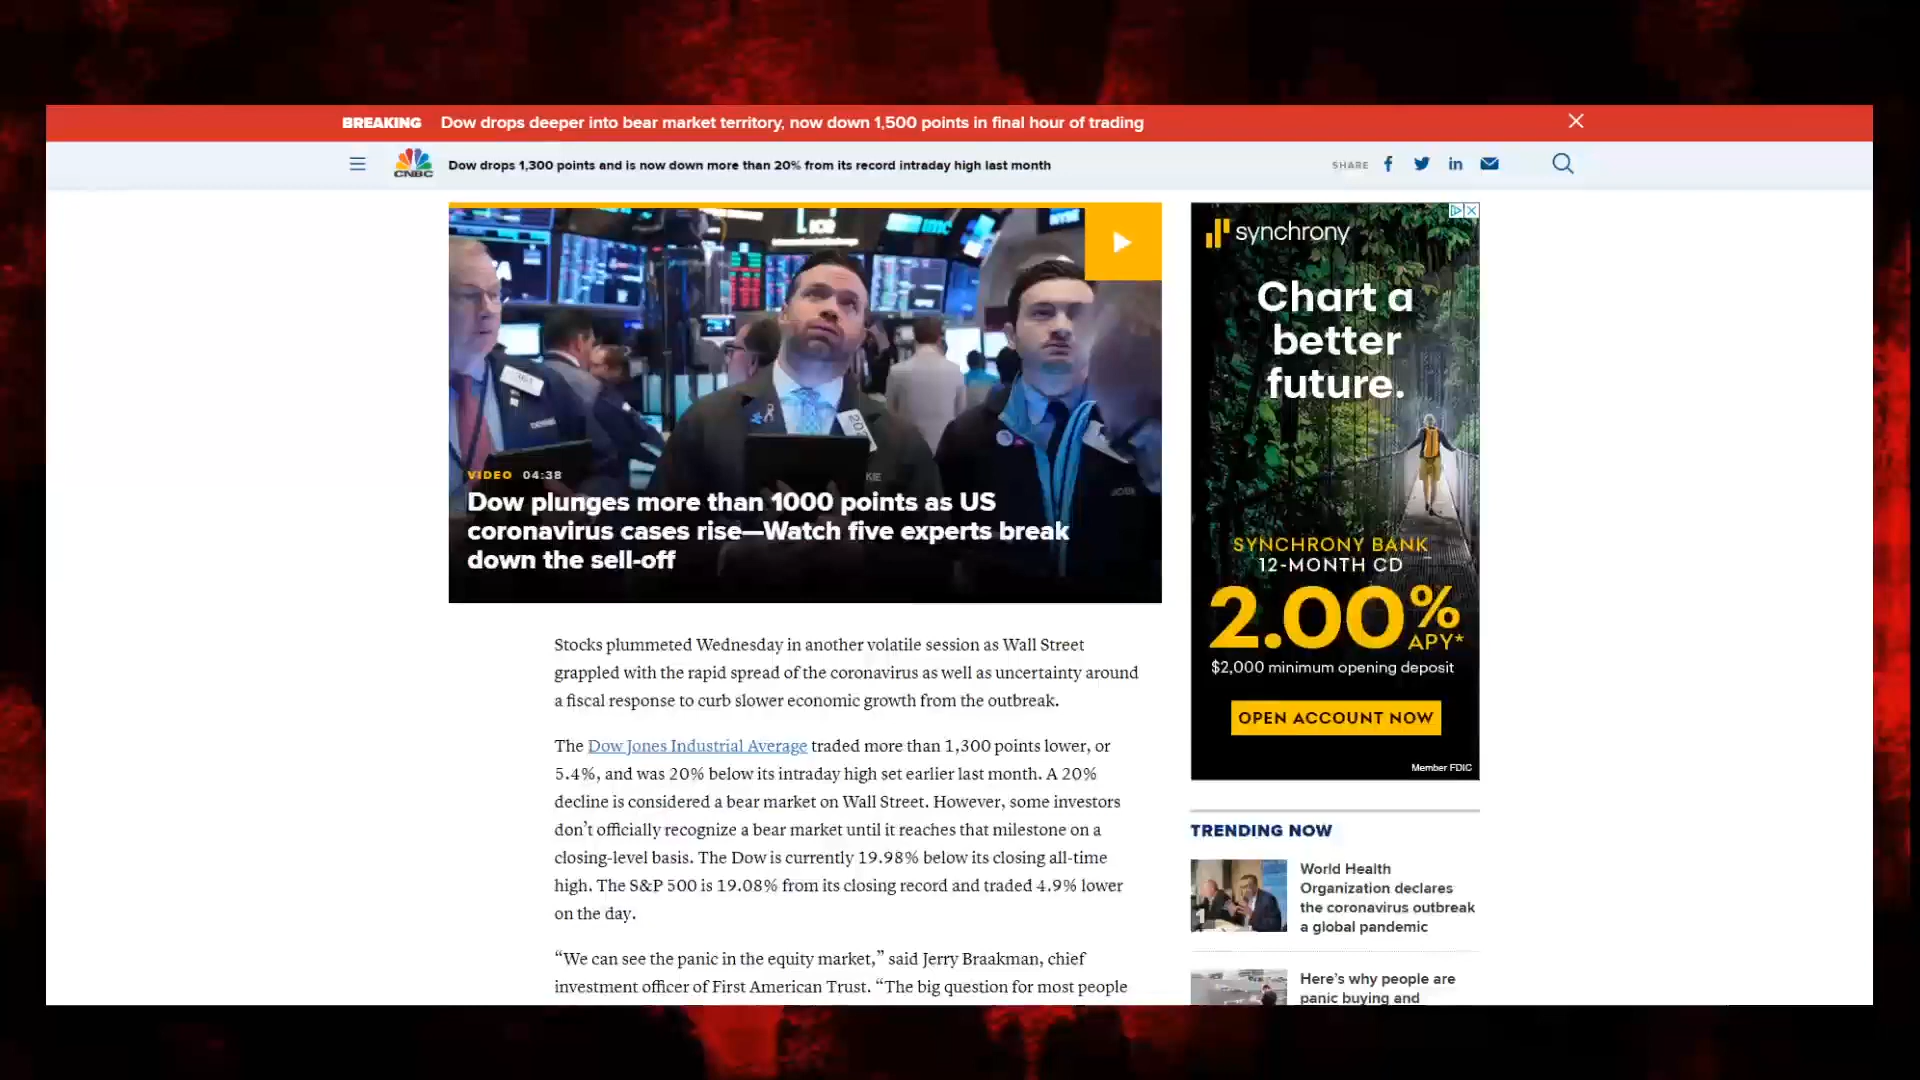 BREAKING Dow drops deeper into bear market territory, now down 1,500 points in final hour of trading
CNBC
Dow drops 1,300 points and is now down more than 20% from its record intraday high last month
SHARE
VIDEO 04:38
Dow plunges more than 1000 points as US
coronavirus cases rise—Watch five experts break
down the sell-off
Stocks plummeted Wednesday in another volatile session as Wall Street
grappled with the rapid spread of the coronavirus as well as uncertainty around
a fiscal response to curb slower economic growth from the outbreak.
The Dow Jones Industrial Average traded more than 1,300 points lower, or
5.4%, and was 20% below its intraday high set earlier last month. A 20%
decline is considered a bear market on Wall Street. However, some investors
don’t officially recognize a bear market until it reaches that milestone on a
closing-level basis. The Dow is currently 19.98% below its closing all-time
high. The S&P 500 is 19.08% from its closing record and traded 4.9% lower
on the day.
“We can see the panic in the equity market,” said Jerry Braakman, chief
investment officer of First American Trust. “The big question for most people
synchrony
Chart a
better
future.
SYNCHRONY BANK
12-MONTH CD
2.00% APY*
$2,000 minimum opening deposit
OPEN ACCOUNT NOW
Member FDIC
TRENDING NOW
1
World Health
Organization declares
the coronavirus outbreak
a global pandemic
Here’s why people are
panic buying and